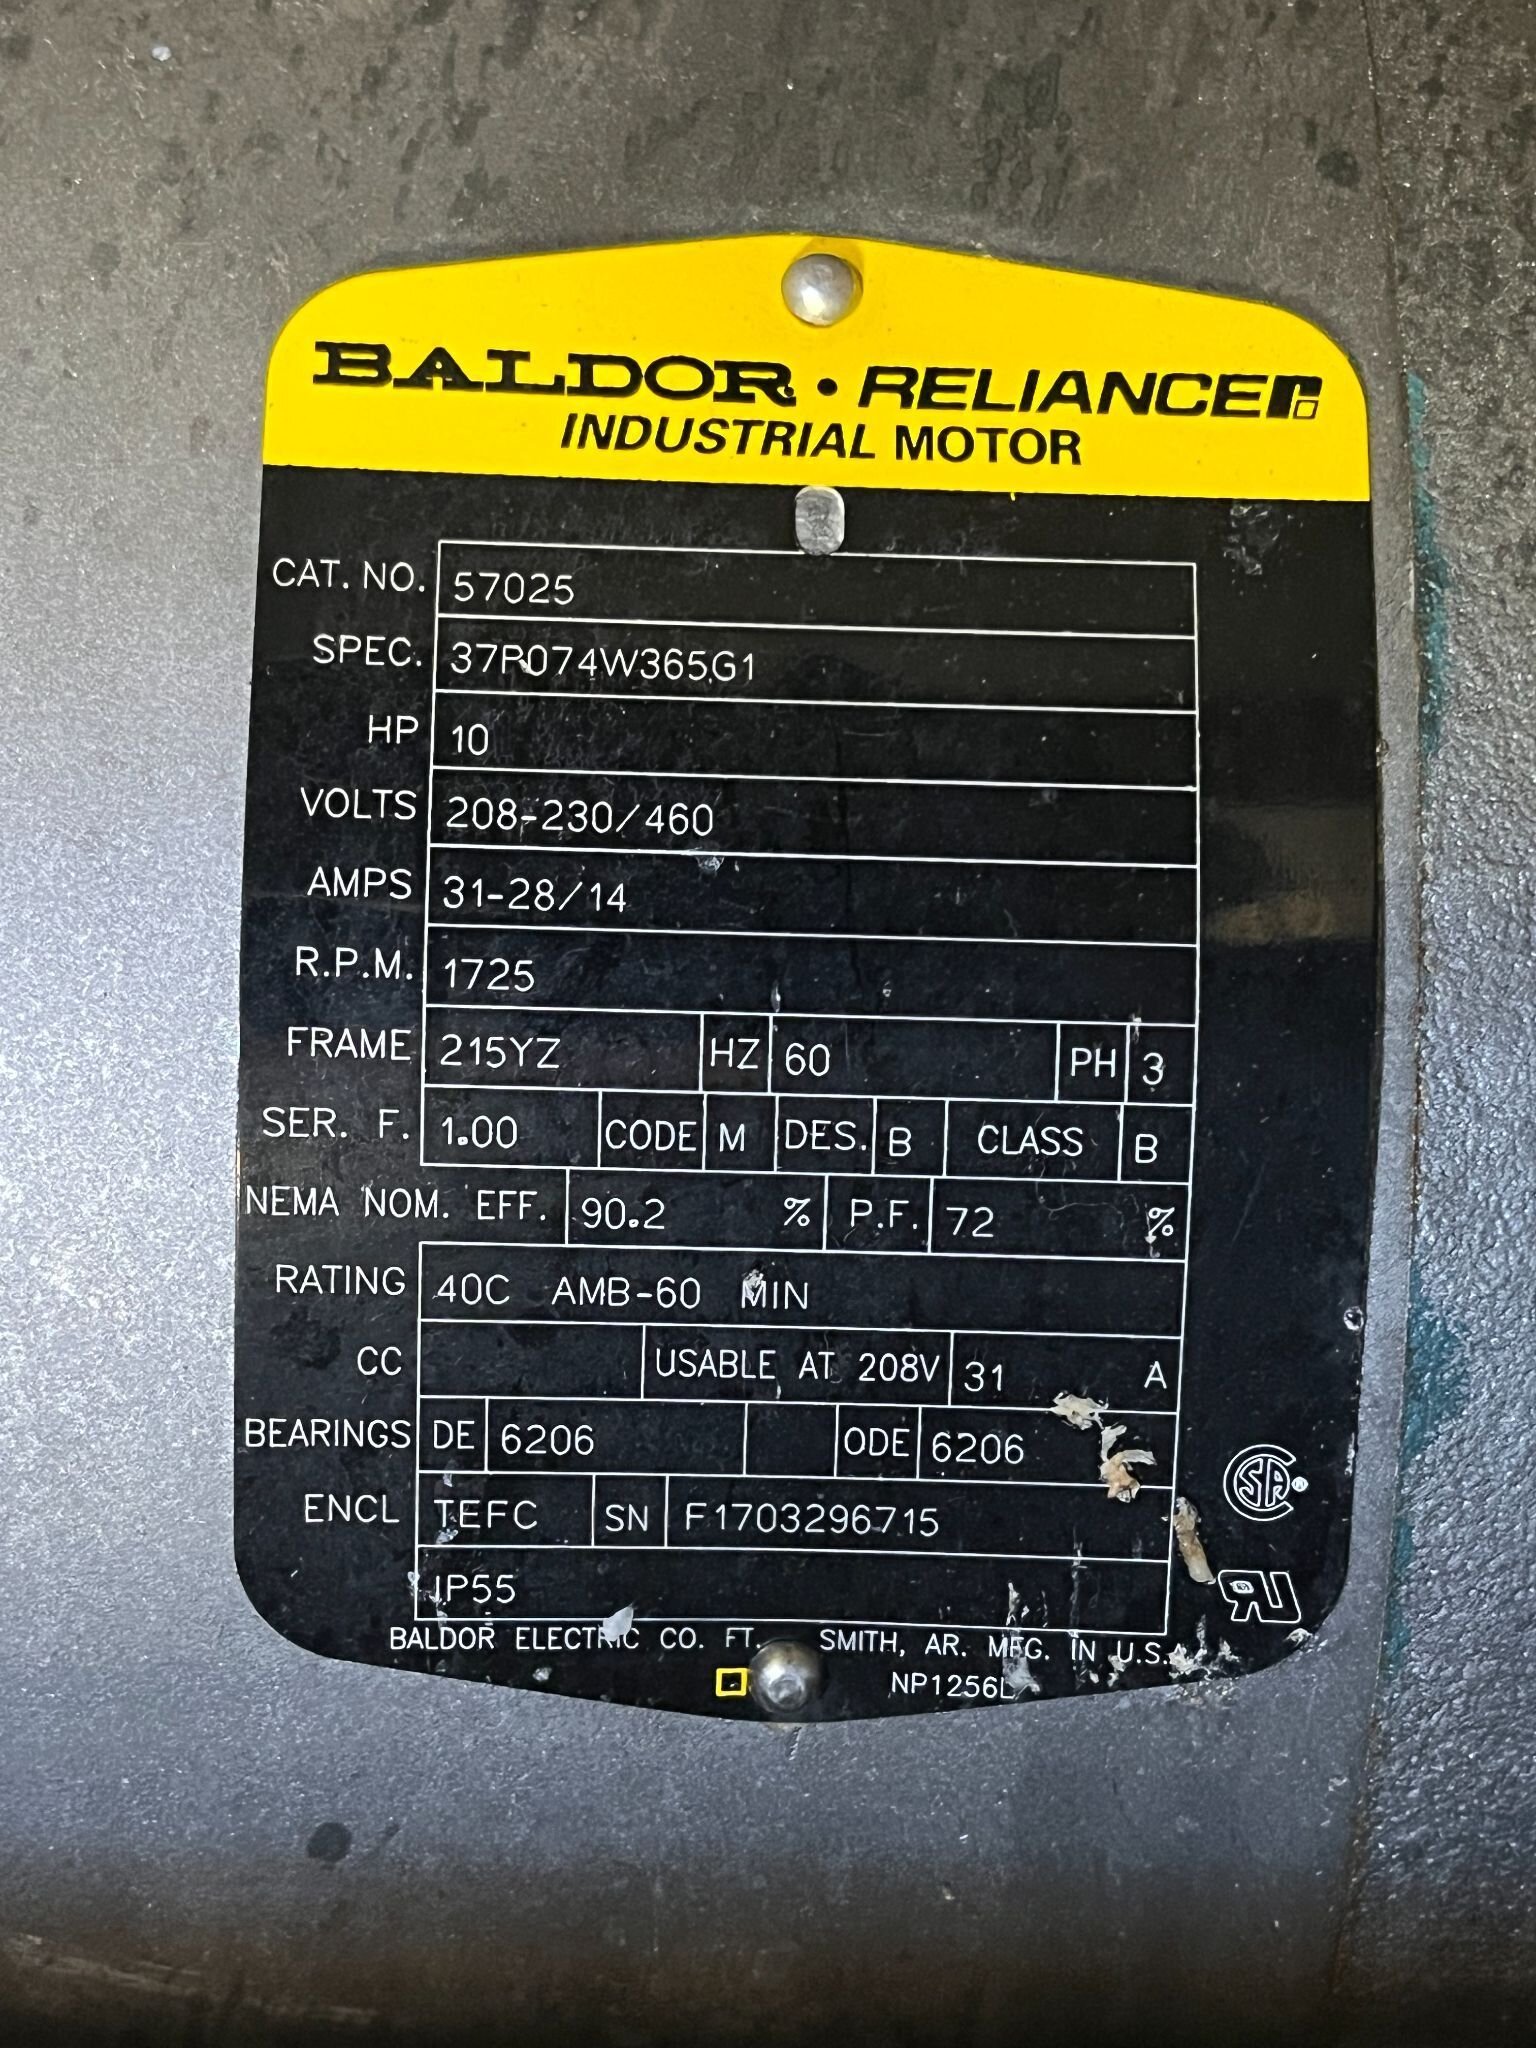 BALDOR • RELIANCE
INDUSTRIAL MOTOR
CAT. NO. 57025
SPEC. 37P074W365G1
HP 10
VOLTS 208-230/460
AMPS 31-28/14
R.P.M. 1725
FRAME 215YZ HZ 60 PH 3
SER. F. 1.00 CODE M DES. B CLASS B
NEMA NOM. EFF. 90.2 % P.F. 72 %
RATING 40C AMB-60 MIN
CC USABLE AT 208V 31 A
BEARINGS DE 6206 ODE 6206
ENCL TEFC SN F1703296715
IP55
BALDOR ELECTRIC CO. FT. SMITH, AR. MFG. IN U.S.A.
NP1256L